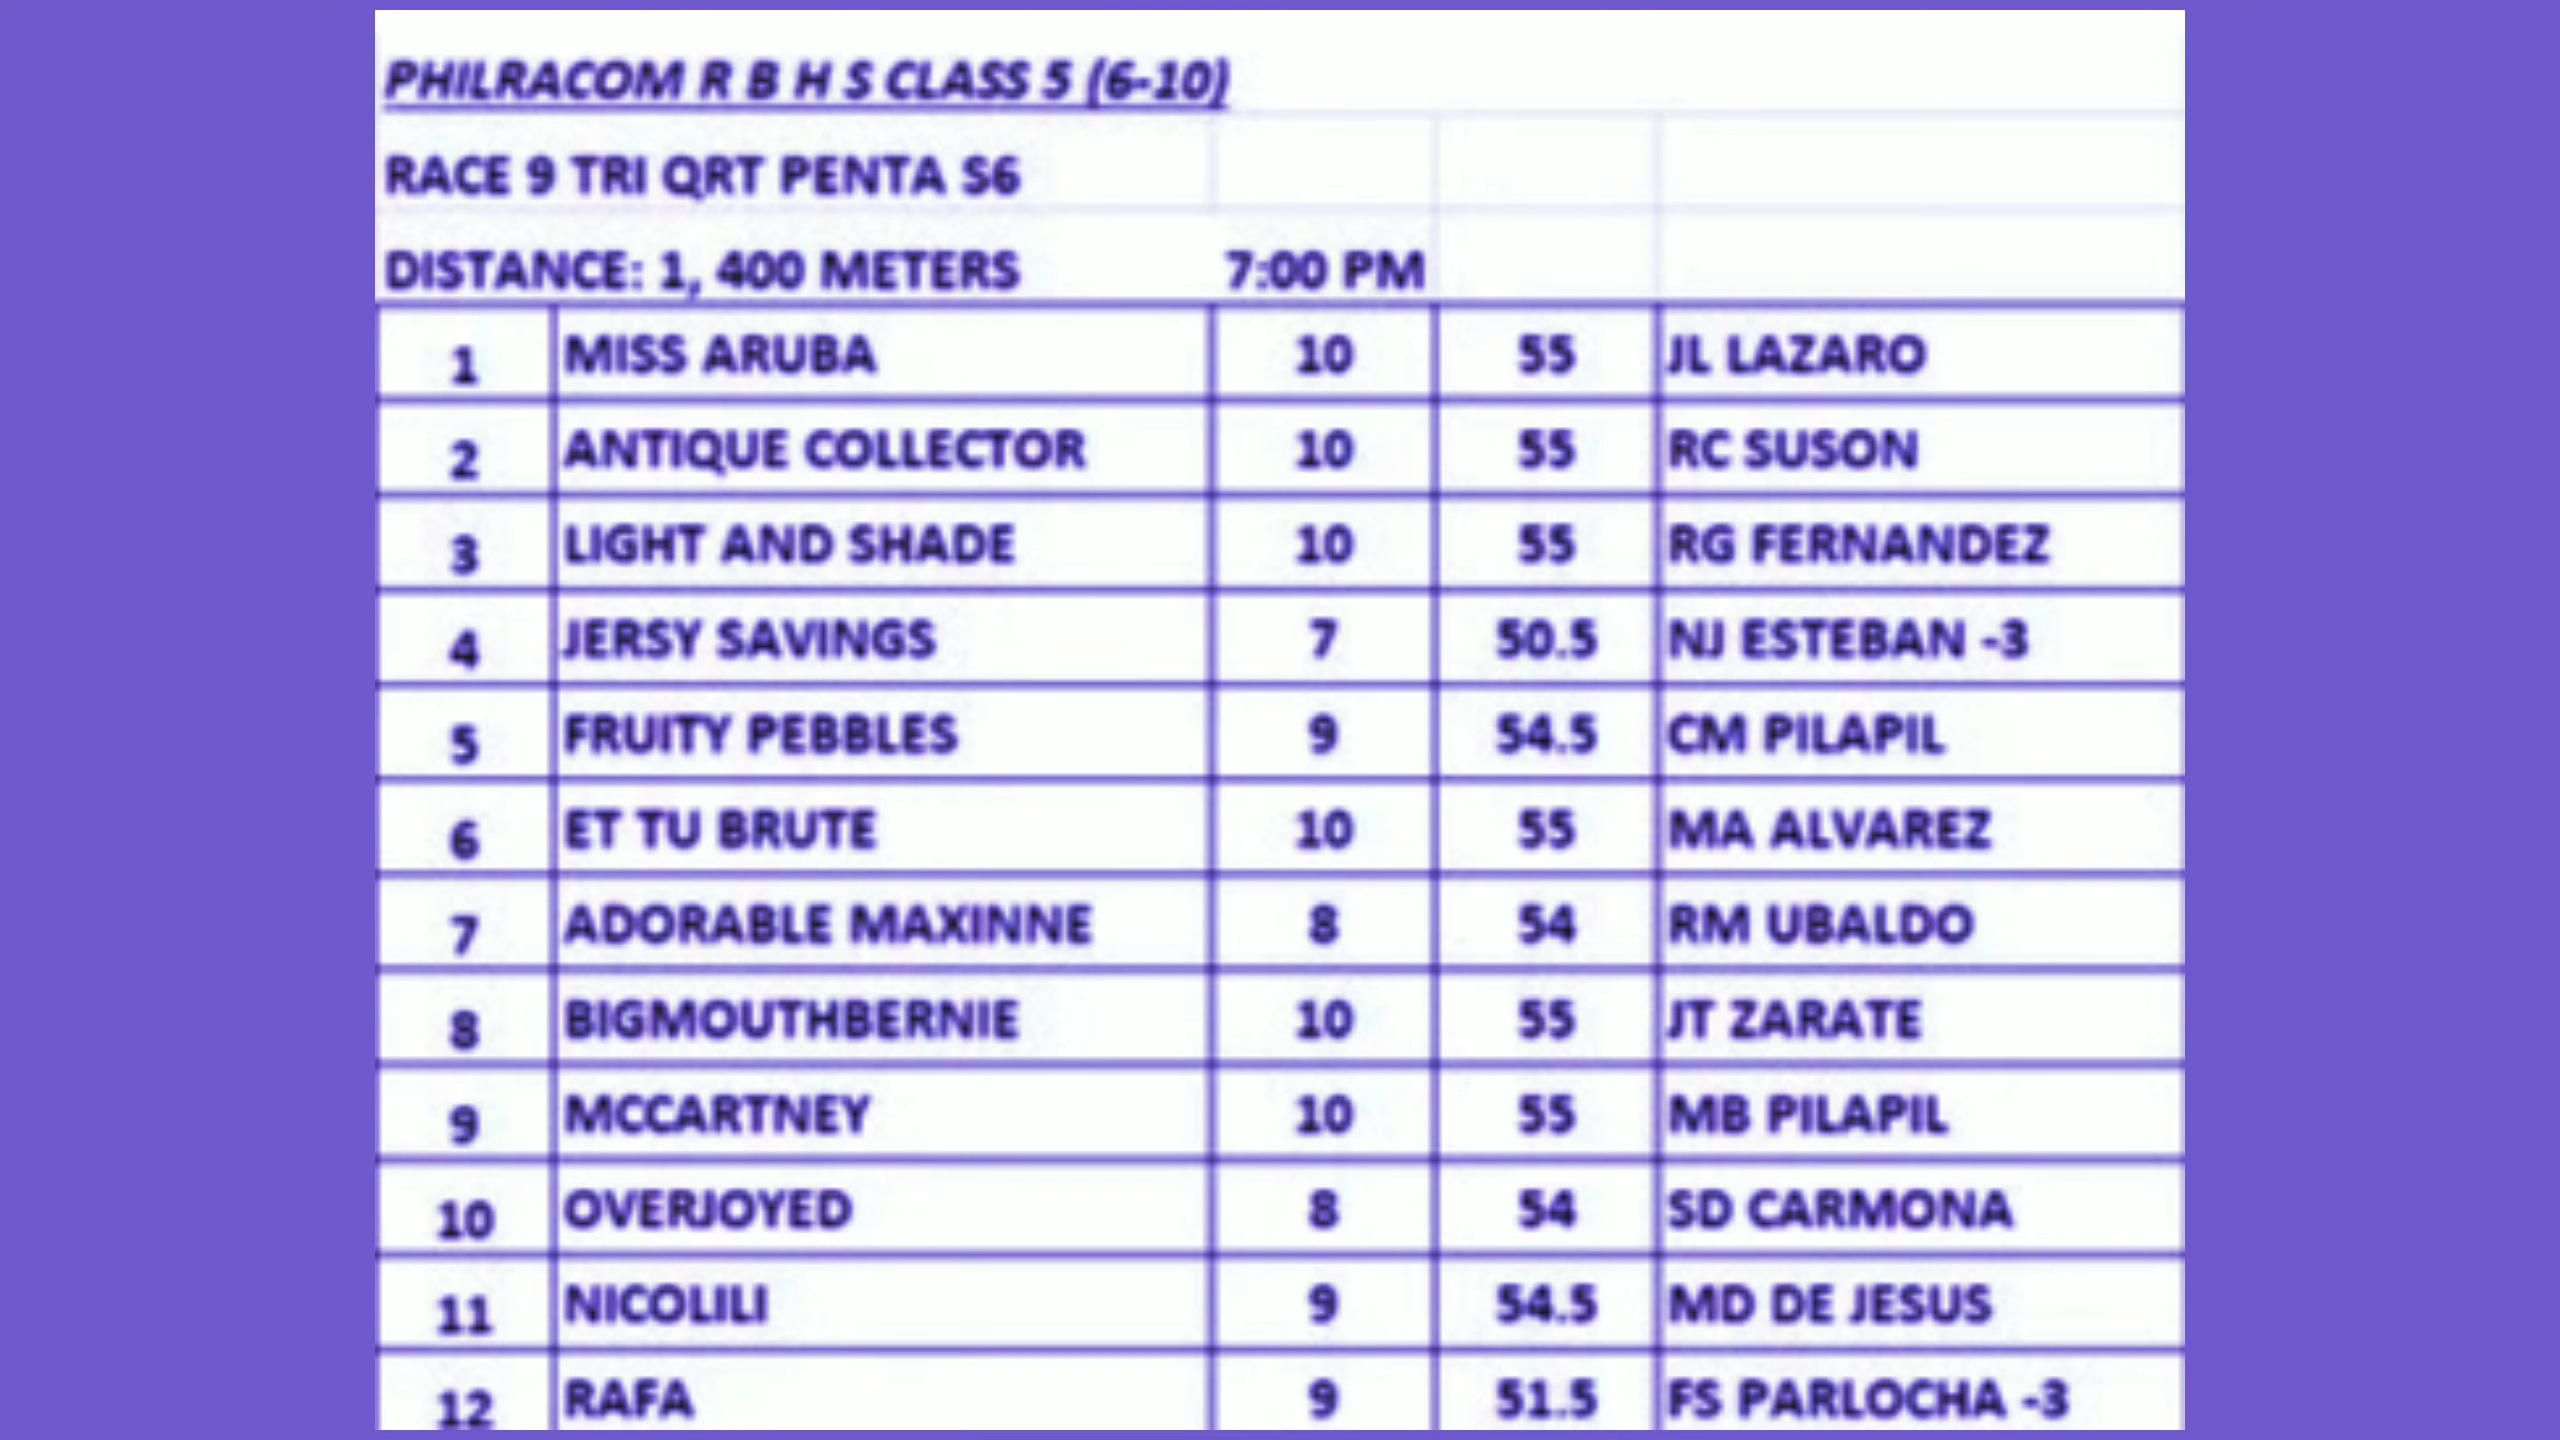 PHILRACOM R B H S CLASS 5 (6-10)
RACE 9 TRI QRT PENTA S6
DISTANCE: 1, 400 METERS 7:00 PM
1 MISS ARUBA 10 55 JL LAZARO
2 ANTIQUE COLLECTOR 10 55 RC SUSON
3 LIGHT AND SHADE 10 55 RG FERNANDEZ
4 JERSY SAVINGS 7 50.5 NJ ESTEBAN -3
5 FRUITY PEBBLES 9 54.5 CM PILAPIL
6 ET TU BRUTE 10 55 MA ALVAREZ
7 ADORABLE MAXINNE 8 54 RM UBALDO
8 BIGMOUTHBERNIE 10 55 JT ZARATE
9 MCCARTNEY 10 55 MB PILAPIL
10 OVERJOYED 8 54 SD CARMONA
11 NICOLILI 9 54.5 MD DE JESUS
12 RAFA 9 51.5 FS PARLOCHA -3